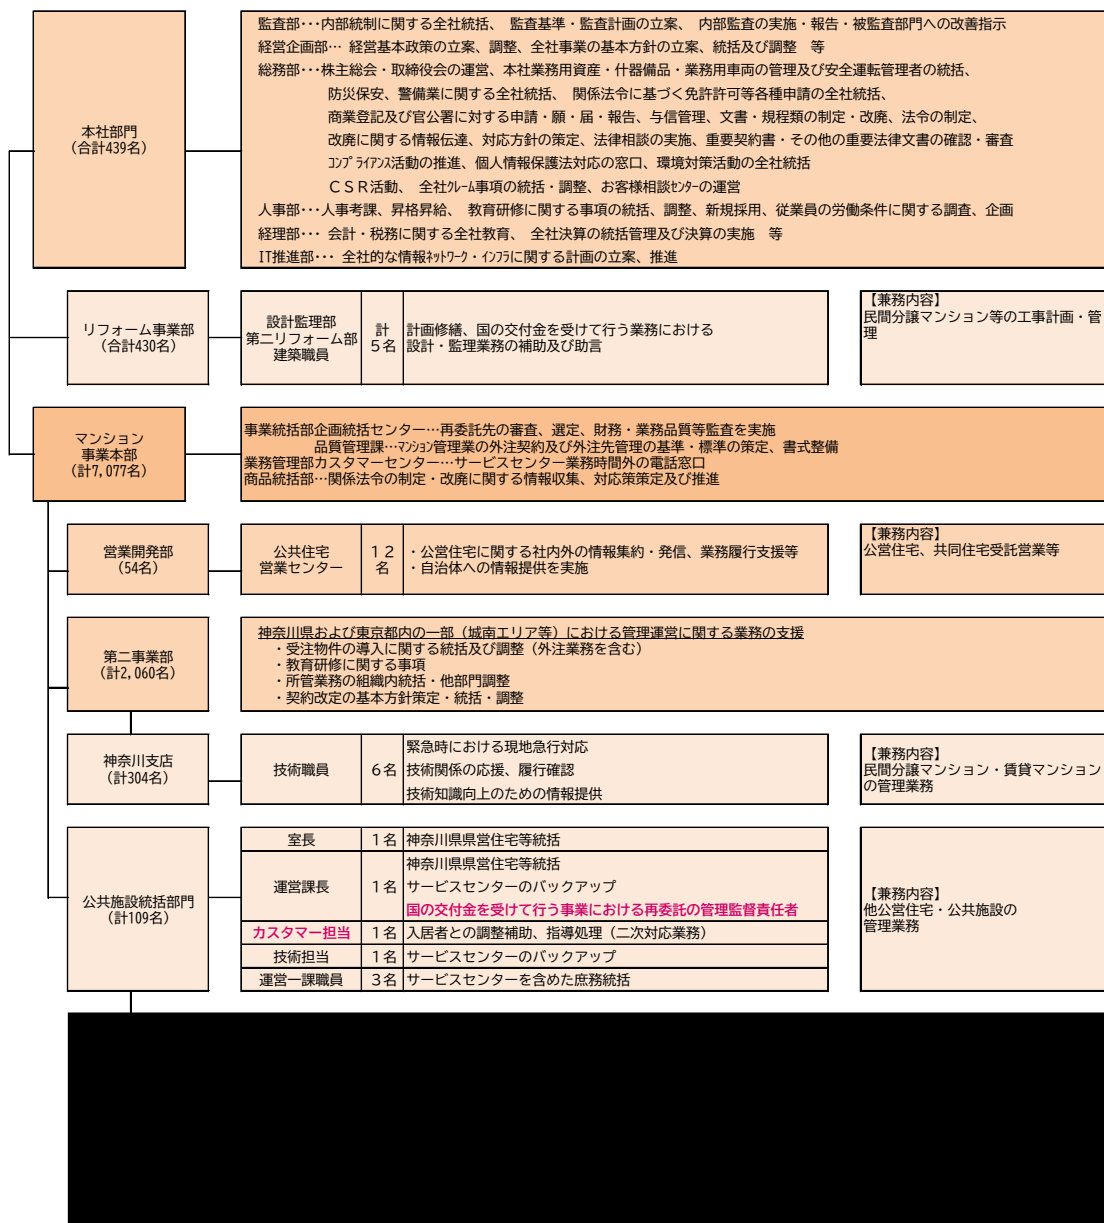 本社部門
(合計439名)
監査部･･･内部統制に関する全社統括、 監査基準・監査計画の立案、 内部監査の実施・報告・被監査部門への改善指示
経営企画部… 経営基本政策の立案、調整、全社事業の基本方針の立案、統括及び調整　等
総務部･･･株主総会・取締役会の運営、本社業務用資産・什器備品・業務用車両の管理及び安全運転管理者の統括、
防災保安、警備業に関する全社統括、 関係法令に基づく免許許可等各種申請の全社統括、
商業登記及び官公署に対する申請・願・届・報告、与信管理、文書・規程類の制定・改廃、法令の制定、
改廃に関する情報伝達、対応方針の策定、法律相談の実施、重要契約書・その他の重要法律文書の確認・審査
ｺﾝﾌﾟﾗｲｱﾝｽ活動の推進、個人情報保護法対応の窓口、環境対策活動の全社統括
ＣＳＲ活動、 全社ｸﾚｰﾑ事項の統括・調整、お客様相談ｾﾝﾀｰの運営
人事部･･･人事考課、昇格昇給、 教育研修に関する事項の統括、調整、新規採用、従業員の労働条件に関する調査、企画
経理部･･･ 会計・税務に関する全社教育、 全社決算の統括管理及び決算の実施　等
IT推進部･･･ 全社的な情報ﾈｯﾄﾜｰｸ・ｲﾝﾌﾗに関する計画の立案、推進
リフォーム事業部
(合計430名)
設計監理部
第二リフォーム部
建築職員
計
５名
計画修繕、国の交付金を受けて行う業務における
設計・監理業務の補助及び助言
【兼務内容】
民間分譲マンション等の工事計画・管
理
マンション
事業本部
(計7,077名)
事業統括部企画統括センター…再委託先の審査、選定、財務・業務品質等監査を実施
品質管理課…ﾏﾝｼｮﾝ管理業の外注契約及び外注先管理の基準・標準の策定、書式整備
業務管理部カスタマーセンター…サービスセンター業務時間外の電話窓口
商品統括部…関係法令の制定・改廃に関する情報収集、対応策策定及び推進
営業開発部
(54名)
公共住宅
営業センター
１２
名
・公営住宅に関する社内外の情報集約・発信、業務履行支援等
・自治体への情報提供を実施
【兼務内容】
公営住宅、共同住宅受託営業等
第二事業部
(計2,060名)
神奈川県および東京都内の一部（城南エリア等）における管理運営に関する業務の支援
・受注物件の導入に関する統括及び調整（外注業務を含む）
・教育研修に関する事項
・所管業務の組織内統括・他部門調整
・契約改定の基本方針策定・統括・調整
神奈川支店
(計304名)
技術職員
６名
緊急時における現地急行対応
技術関係の応援、履行確認
技術知識向上のための情報提供
【兼務内容】
民間分譲マンション・賃貸マンション
の管理業務
公共施設統括部門
(計109名)
室長
１名
神奈川県県営住宅等統括
運営課長
１名
神奈川県県営住宅等統括
サービスセンターのバックアップ
国の交付金を受けて行う事業における再委託の管理監督責任者
カスタマー担当
１名
入居者との調整補助、指導処理（二次対応業務）
技術担当
１名
サービスセンターのバックアップ
運営一課職員
３名
サービスセンターを含めた庶務統括
【兼務内容】
他公営住宅・公共施設の
管理業務